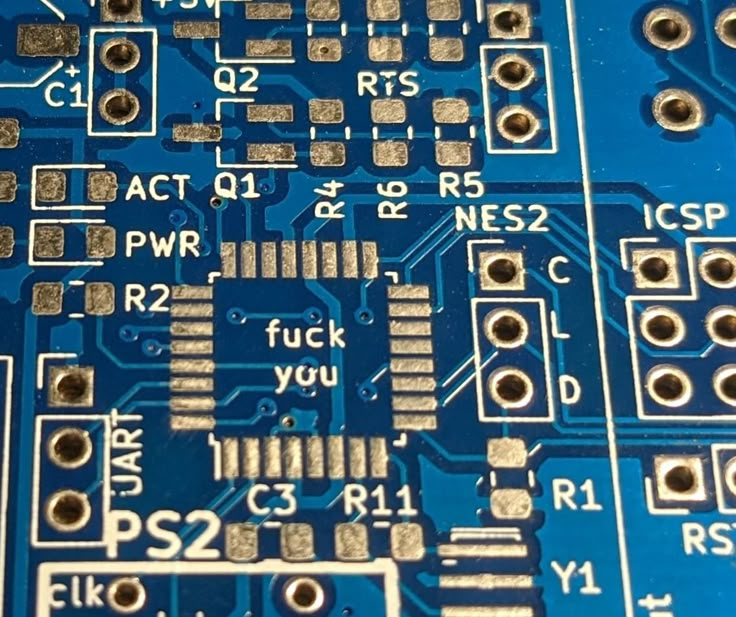 +5V
+
C1
Q2
RTS
ACT
Q1
R4
R6
R5
PWR
NES2
ICSP
R2
C
fuck
you
L
D
UART
C3
R11
R1
PS2
RS
Y1
clk